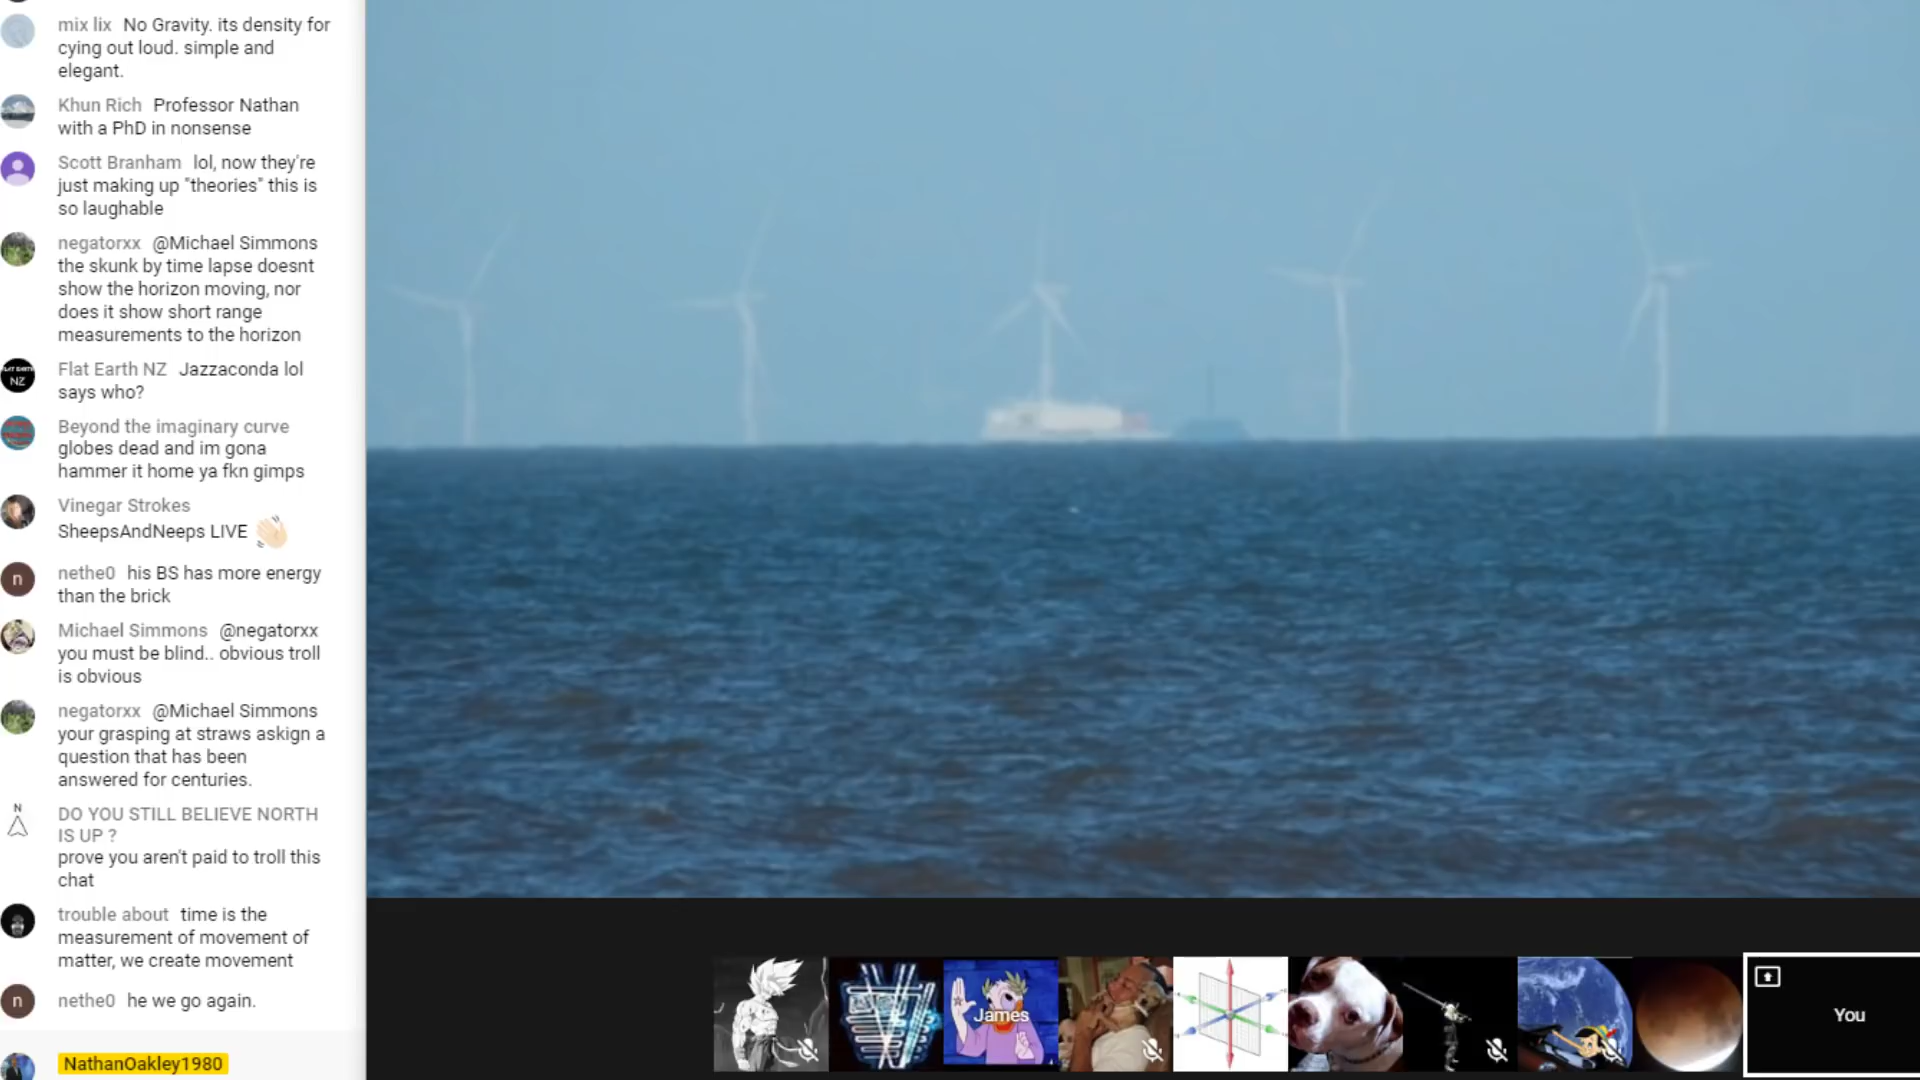 mix lix No Gravity. its density for
cying out loud. simple and
elegant.
Khun Rich Professor Nathan
with a PhD in nonsense
Scott Branham lol, now they're
just making up "theories" this is
so laughable
negatorxx @Michael Simmons
the skunk by time lapse doesnt
show the horizon moving, nor
does it show short range
measurements to the horizon
FLAT EARTH
NZ
Flat Earth NZ Jazzaconda lol
says who?
Beyond the imaginary curve
globes dead and im gona
hammer it home ya fkn gimps
Vinegar Strokes
SheepsAndNeeps LIVE
n
nethe0 his BS has more energy
than the brick
Michael Simmons @negatorxx
you must be blind.. obvious troll
is obvious
negatorxx @Michael Simmons
your grasping at straws askign a
question that has been
answered for centuries.
N
DO YOU STILL BELIEVE NORTH
IS UP ?
prove you aren't paid to troll this
chat
trouble about time is the
measurement of movement of
matter, we create movement
n
nethe0 he we go again.
NathanOakley1980
James
You